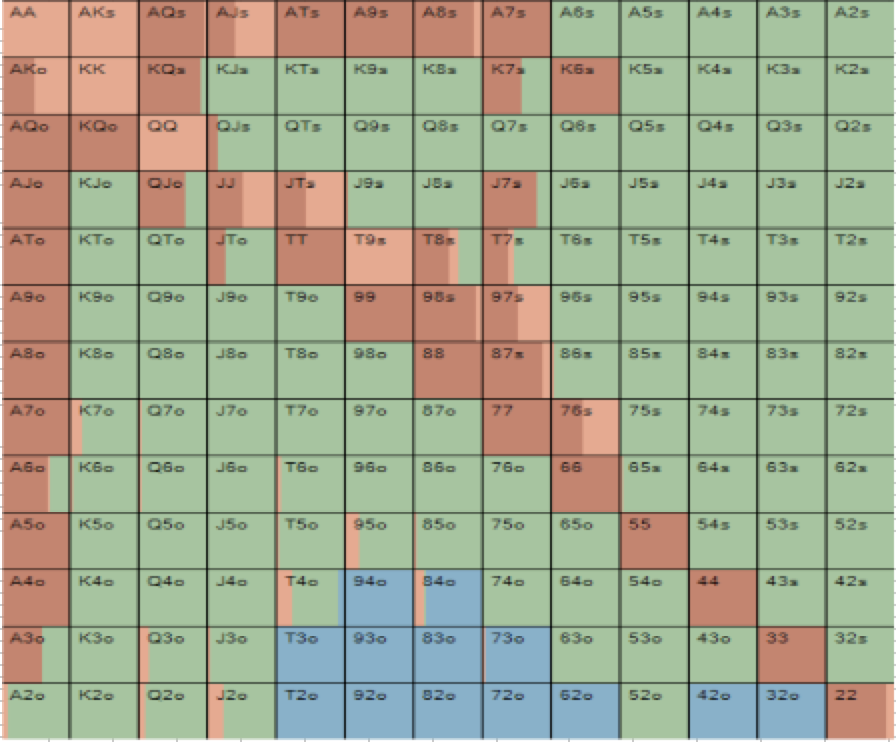 AA AKs AQs AJs ATs A9s A8s A7s A6s A5s A4s A3s A2s
AKo KK KQs KJs KTs K9s K8s K7s K6s K5s K4s K3s K2s
AQo KQo QQ QJs QTs Q9s Q8s Q7s Q6s Q5s Q4s Q3s Q2s
AJo KJo QJo JJ JTs J9s J8s J7s J6s J5s J4s J3s J2s
ATo KTo QTo JTo TT T9s T8s T7s T6s T5s T4s T3s T2s
A9o K9o Q9o J9o T9o 99 98s 97s 96s 95s 94s 93s 92s
A8o K8o Q8o J8o T8o 98o 88 87s 86s 85s 84s 83s 82s
A7o K7o Q7o J7o T7o 97o 87o 77 76s 75s 74s 73s 72s
A6o K6o Q6o J6o T6o 96o 86o 76o 66 65s 64s 63s 62s
A5o K5o Q5o J5o T5o 95o 85o 75o 65o 55 54s 53s 52s
A4o K4o Q4o J4o T4o 94o 84o 74o 64o 54o 44 43s 42s
A3o K3o Q3o J3o T3o 93o 83o 73o 63o 53o 43o 33 32s
A2o K2o Q2o J2o T2o 92o 82o 72o 62o 52o 42o 32o 22